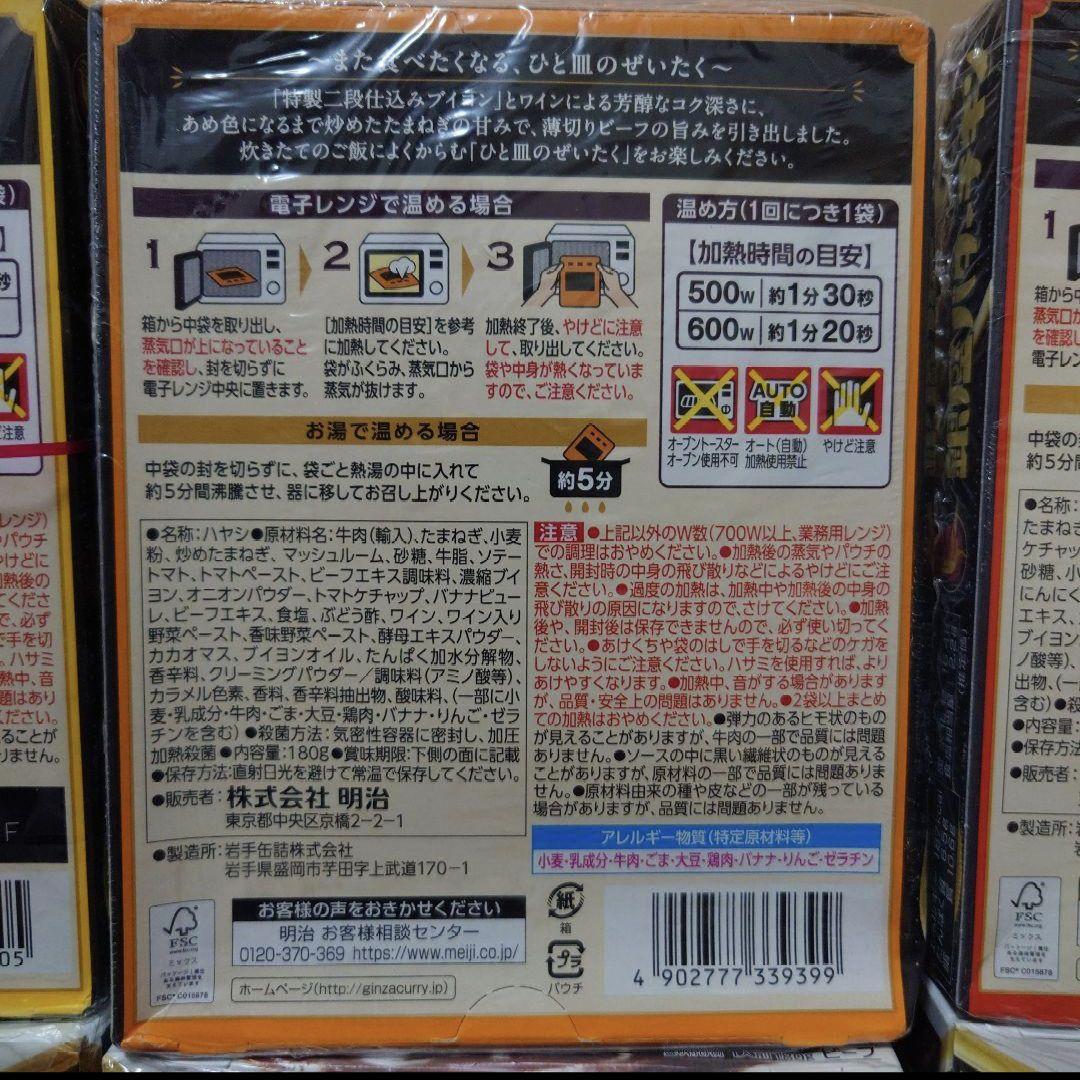 ～また食べたくなる、ひと皿のぜいたく～
「特製二段仕込みブイヨン」とワインによる芳醇なコク深さに、
あめ色になるまで炒めたたまねぎの甘みで、薄切りビーフの旨みを引き出しました。
炊きたてのご飯によくからむ「ひと皿のぜいたく」をお楽しみください。
電子レンジで温める場合
1
箱から中袋を取り出し、
蒸気口が上になっていること
を確認し、封を切らずに
電子レンジ中央に置きます。
2
[加熱時間の目安]を参考
に加熱してください。
袋がふくらみ、蒸気口から
蒸気が抜けます。
3
加熱終了後、やけどに注意
して、取り出してください。
袋や中身が熱くなっていま
すので、ご注意ください。
温め方(1回につき1袋)
【加熱時間の目安】
500W 約1分30秒
600W 約1分20秒
オーブントースター
オーブン使用不可
AUTO
自動
オート(自動)
加熱使用禁止
やけど注意
お湯で温める場合
中袋の封を切らずに、袋ごと熱湯の中に入れて
約5分間沸騰させ、器に移してお召し上がりください。
約5分
●名称:ハヤシ●原材料名:牛肉(輸入)、たまねぎ、小麦
粉、炒めたまねぎ、マッシュルーム、砂糖、牛脂、ソテー
トマト、トマトペースト、ビーフエキス調味料、濃縮ブイ
ヨン、オニオンパウダー、トマトケチャップ、バナナピュー
レ、ビーフエキス、食塩、ぶどう酢、ワイン、ワイン入り
野菜ペースト、香味野菜ペースト、酵母エキスパウダー、
カカオマス、ブイヨンオイル、たんぱく加水分解物、
香辛料、クリーミングパウダー／調味料(アミノ酸等)、
カラメル色素、香料、香辛料抽出物、酸味料、(一部に小
麦・乳成分・牛肉・ごま・大豆・鶏肉・バナナ・りんご・ゼラ
チンを含む)●殺菌方法:気密性容器に密封し、加圧
加熱殺菌●内容量:180g●賞味期限:下側の面に記載
●保存方法:直射日光を避けて常温で保存してください。
●販売者:株式会社 明治
東京都中央区京橋2-2-1
●製造所:岩手缶詰株式会社
岩手県盛岡市芋田字上武道170-1
注意 ●上記以外のW数(700W以上、業務用レンジ)
での調理はおやめください。●加熱後の蒸気やパウチの
熱さ、開封時の中身の飛び散りなどによるやけどにご注
意ください。●過度の加熱は、加熱中や加熱後の中身の
飛び散りの原因になりますので、さけてください。●加熱
後や、開封後は保存できませんので、必ず使い切ってく
ださい。●あけくちや袋のはしで手を切るなどのケガを
しないようにご注意ください。ハサミを使用すれば、より
あけやすくなります。●加熱中、音がする場合があります
が、品質・安全上の問題はありません。●2袋以上まとめ
ての加熱はおやめください。●弾力のあるヒモ状のもの
が見えることがありますが、牛肉の一部で品質には問題
ありません。●ソースの中に黒い繊維状のものが見える
ことがありますが、原材料の一部で品質には問題ありま
せん。●原材料由来の種や皮などの一部が残っている
場合がありますが、品質には問題ありません。
アレルギー物質(特定原材料等)
小麦・乳成分・牛肉・ごま・大豆・鶏肉・バナナ・りんご・ゼラチン
FSC
www.fsc.org
ミックス
FSC® C015878
お客様の声をおきかせください
明治 お客様相談センター
0120-370-369 https://www.meiji.co.jp/
ホームページ(http://ginzacurry.jp)
紙
箱
プラ
パウチ
4 902777 339399